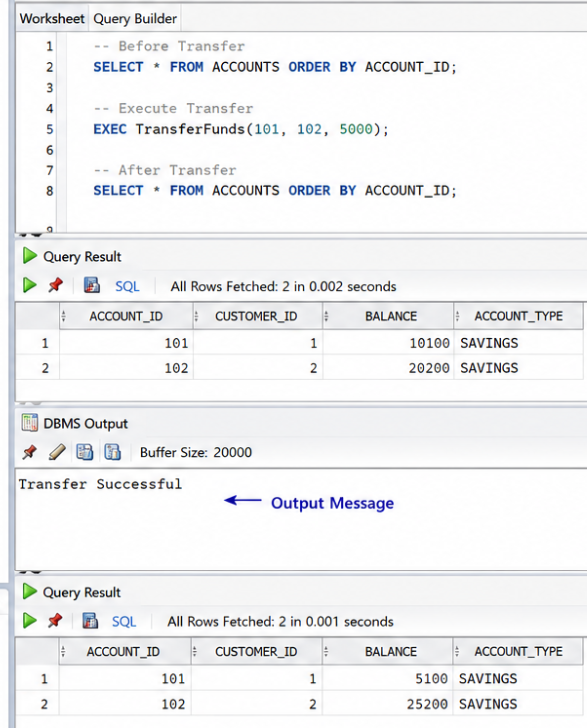 Worksheet Query Builder
1 -- Before Transfer
2 SELECT * FROM ACCOUNTS ORDER BY ACCOUNT_ID;
3
4 -- Execute Transfer
5 EXEC TransferFunds(101, 102, 5000);
6
7 -- After Transfer
8 SELECT * FROM ACCOUNTS ORDER BY ACCOUNT_ID;
9
Query Result
SQL All Rows Fetched: 2 in 0.002 seconds
ACCOUNT_ID CUSTOMER_ID BALANCE ACCOUNT_TYPE
1 101 1 10100 SAVINGS
2 102 2 20200 SAVINGS
DBMS Output
Buffer Size: 20000
Transfer Successful
Output Message
Query Result
SQL All Rows Fetched: 2 in 0.001 seconds
ACCOUNT_ID CUSTOMER_ID BALANCE ACCOUNT_TYPE
1 101 1 5100 SAVINGS
2 102 2 25200 SAVINGS